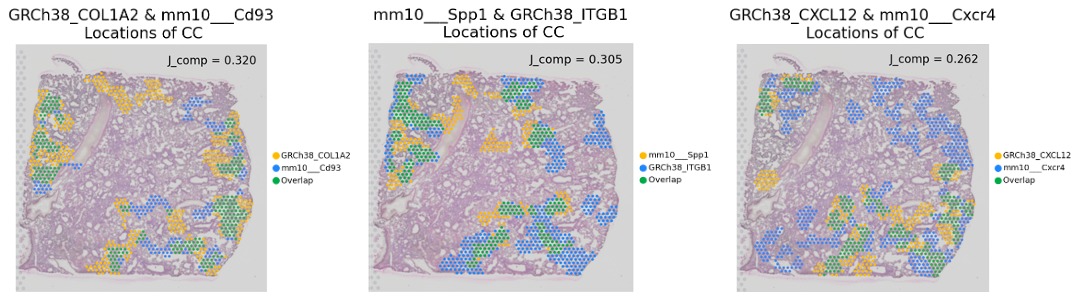 GRCh38_COL1A2 & mm10___Cd93
Locations of CC
J_comp = 0.320
GRCh38_COL1A2
mm10___Cd93
Overlap
mm10___Spp1 & GRCh38_ITGB1
Locations of CC
J_comp = 0.305
mm10___Spp1
GRCh38_ITGB1
Overlap
GRCh38_CXCL12 & mm10___Cxcr4
Locations of CC
J_comp = 0.262
GRCh38_CXCL12
mm10___Cxcr4
Overlap